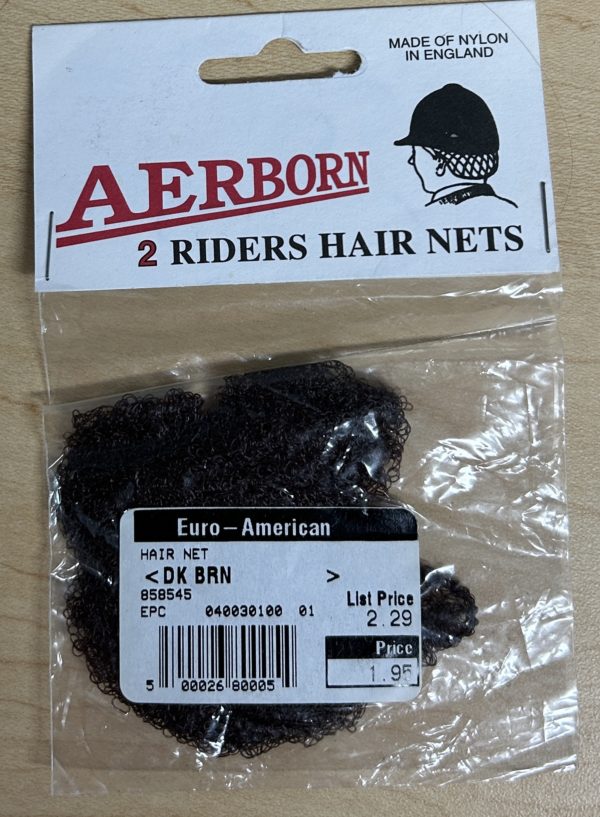 MADE OF NYLON
IN ENGLAND
AERBORN
2 RIDERS HAIR NETS
Euro-American
HAIR NET
<DK BRN >
858545
EPC 040030100 01
List Price
2.29
Price
1.95
5 00026 80005